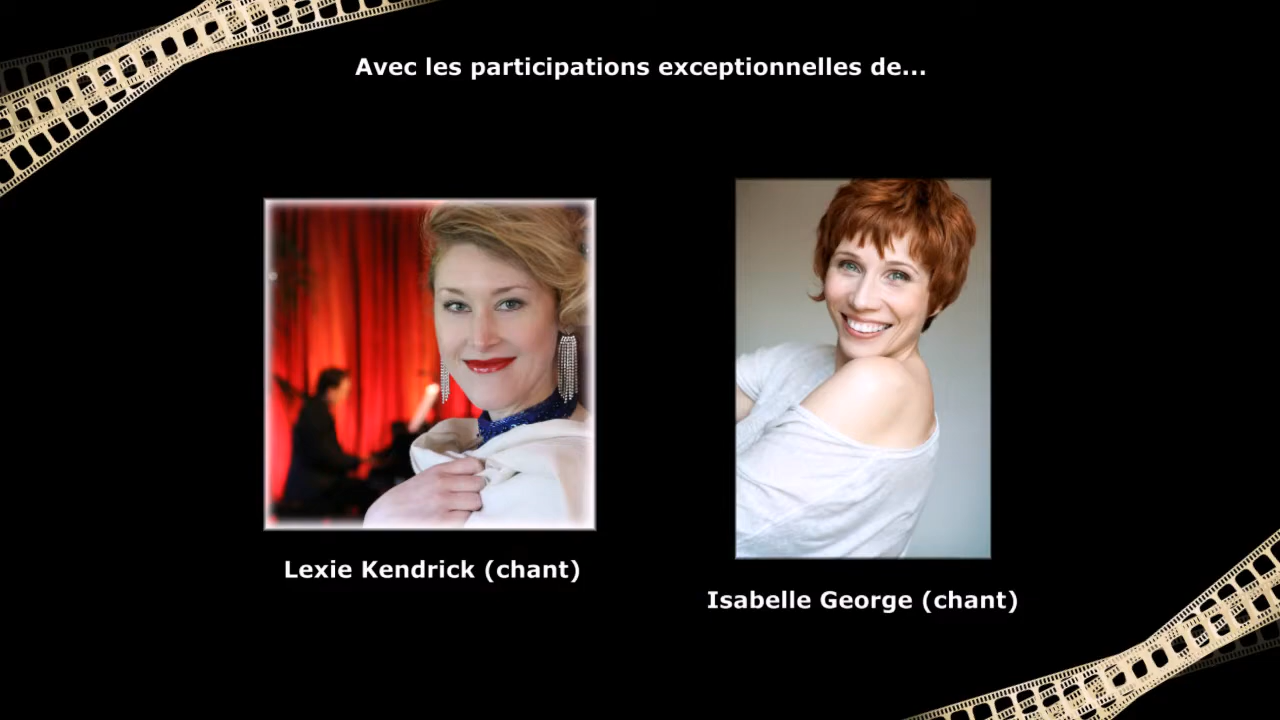 Avec les participations exceptionnelles de...
Lexie Kendrick (chant)
Isabelle George (chant)